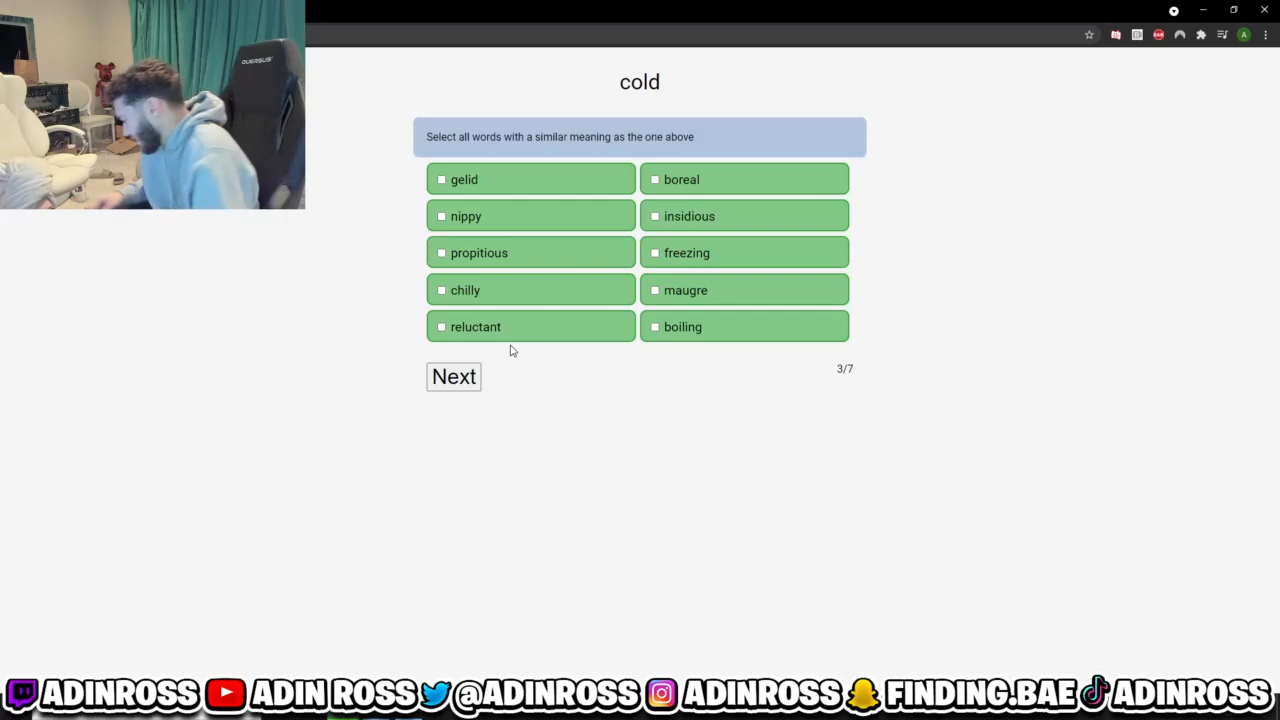 QUERSUS
cold
Select all words with a similar meaning as the one above
gelid boreal
nippy insidious
propitious freezing
chilly maugre
reluctant boiling
Next 3/7
ADINROSS ADIN ROSS @ADINROSS ADINROSS FINDING.BAE ADINROSS